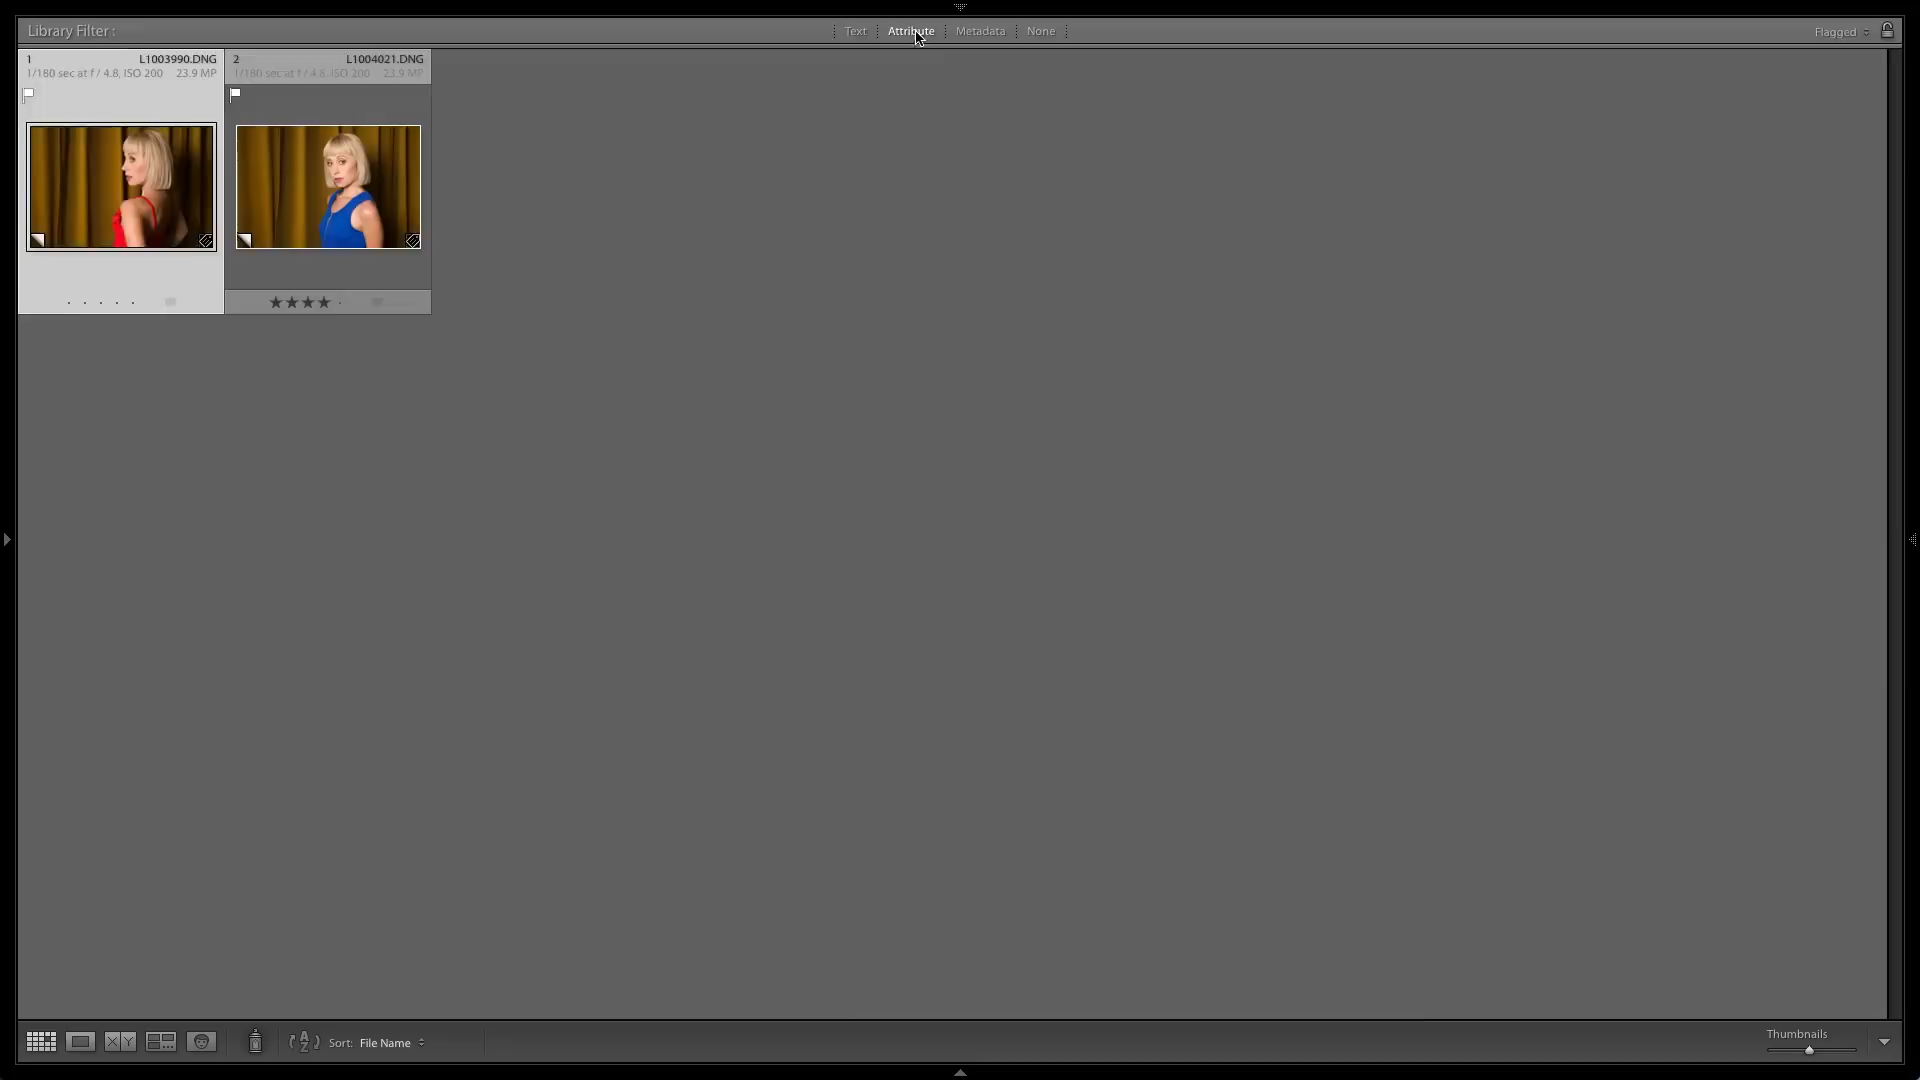 Library Filter :
Text
Attribute
Metadata
None
Flagged
1
L1003990.DNG
1/180 sec at f / 4.8, ISO 200
23.9 MP
2
L1004021.DNG
1/180 sec at f / 4.8, ISO 200
23.9 MP
XY
Sort: File Name
Thumbnails